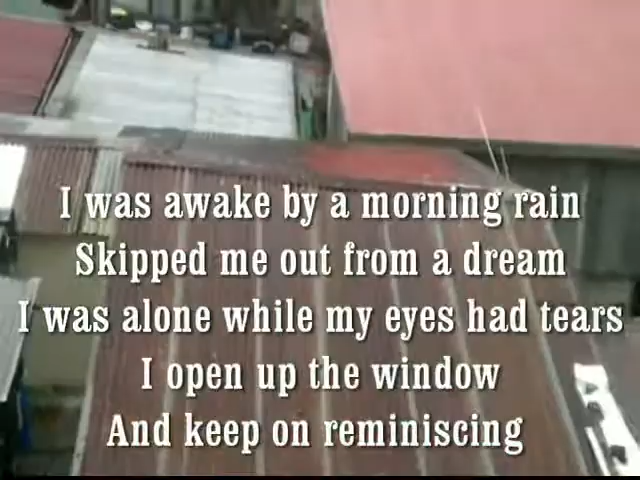 I was awake by a morning rain
Skipped me out from a dream
I was alone while my eyes had tears
I open up the window
And keep on reminiscing